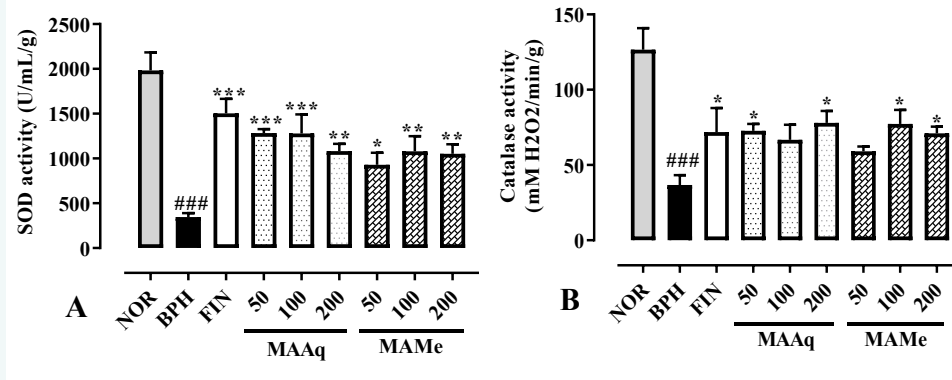 SOD activity (U/mL/g)
2500
2000
1500
1000
500
0
###
***
***
***
**
*
**
**
NOR
BPH
FIN
50
100
200
50
100
200
MAAq
MAMe
A
Catalase activity
(mM H2O2/min/g)
150
100
50
0
###
*
*
*
*
*
NOR
BPH
FIN
50
100
200
50
100
200
MAAq
MAMe
B